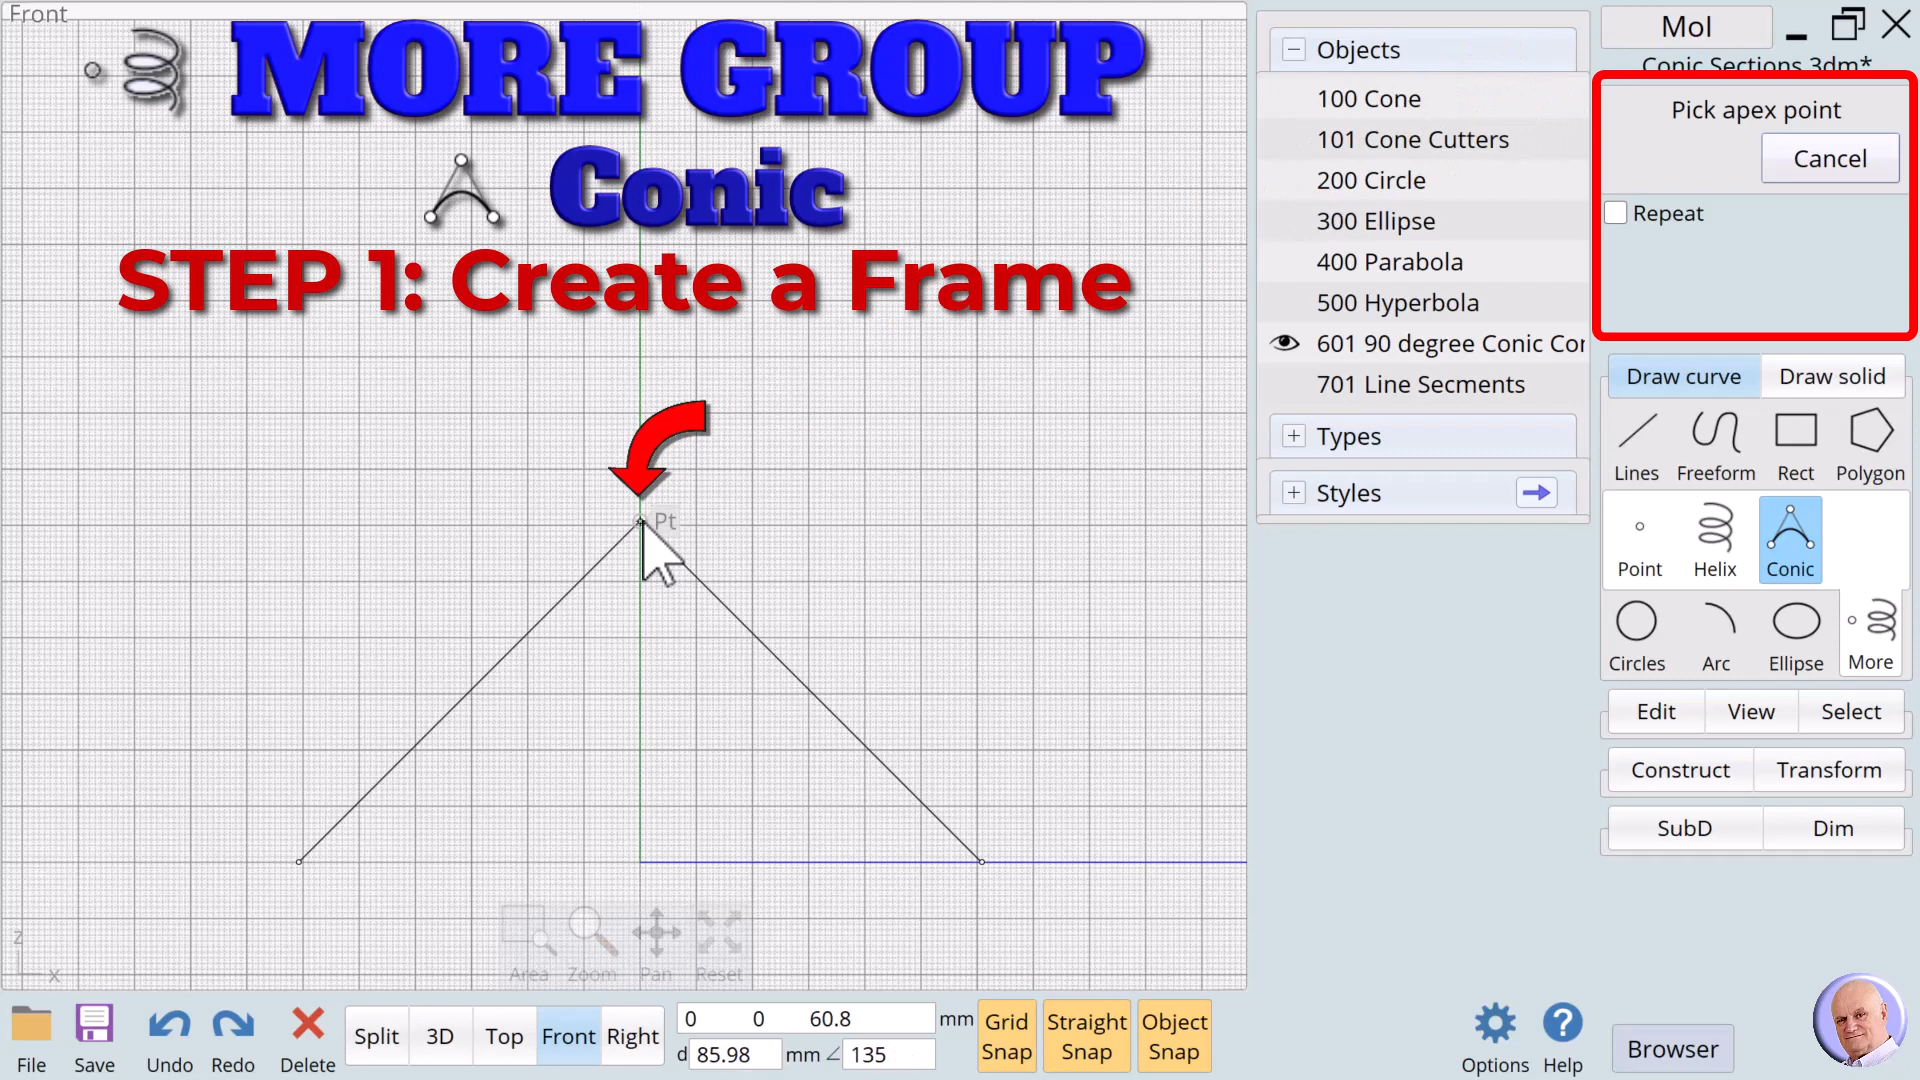 Front
MORE GROUP
Conic
STEP 1: Create a Frame
Pt
z
x
Area Zoom Pan Reset
Objects
100 Cone
101 Cone Cutters
200 Circle
300 Ellipse
400 Parabola
500 Hyperbola
601 90 degree Conic Cor
701 Line Secments
Types
Styles
MoI
Conic Sections 3dm*
Pick apex point
Cancel
Repeat
Draw curve Draw solid
Lines Freeform Rect Polygon
Point Helix Conic
Circles Arc Ellipse More
Edit View Select
Construct Transform
SubD Dim
File Save Undo Redo Delete
Split 3D Top Front Right
0 0 60.8 mm
d 85.98 mm ∠ 135
Grid Snap
Straight Snap
Object Snap
Options Help
Browser